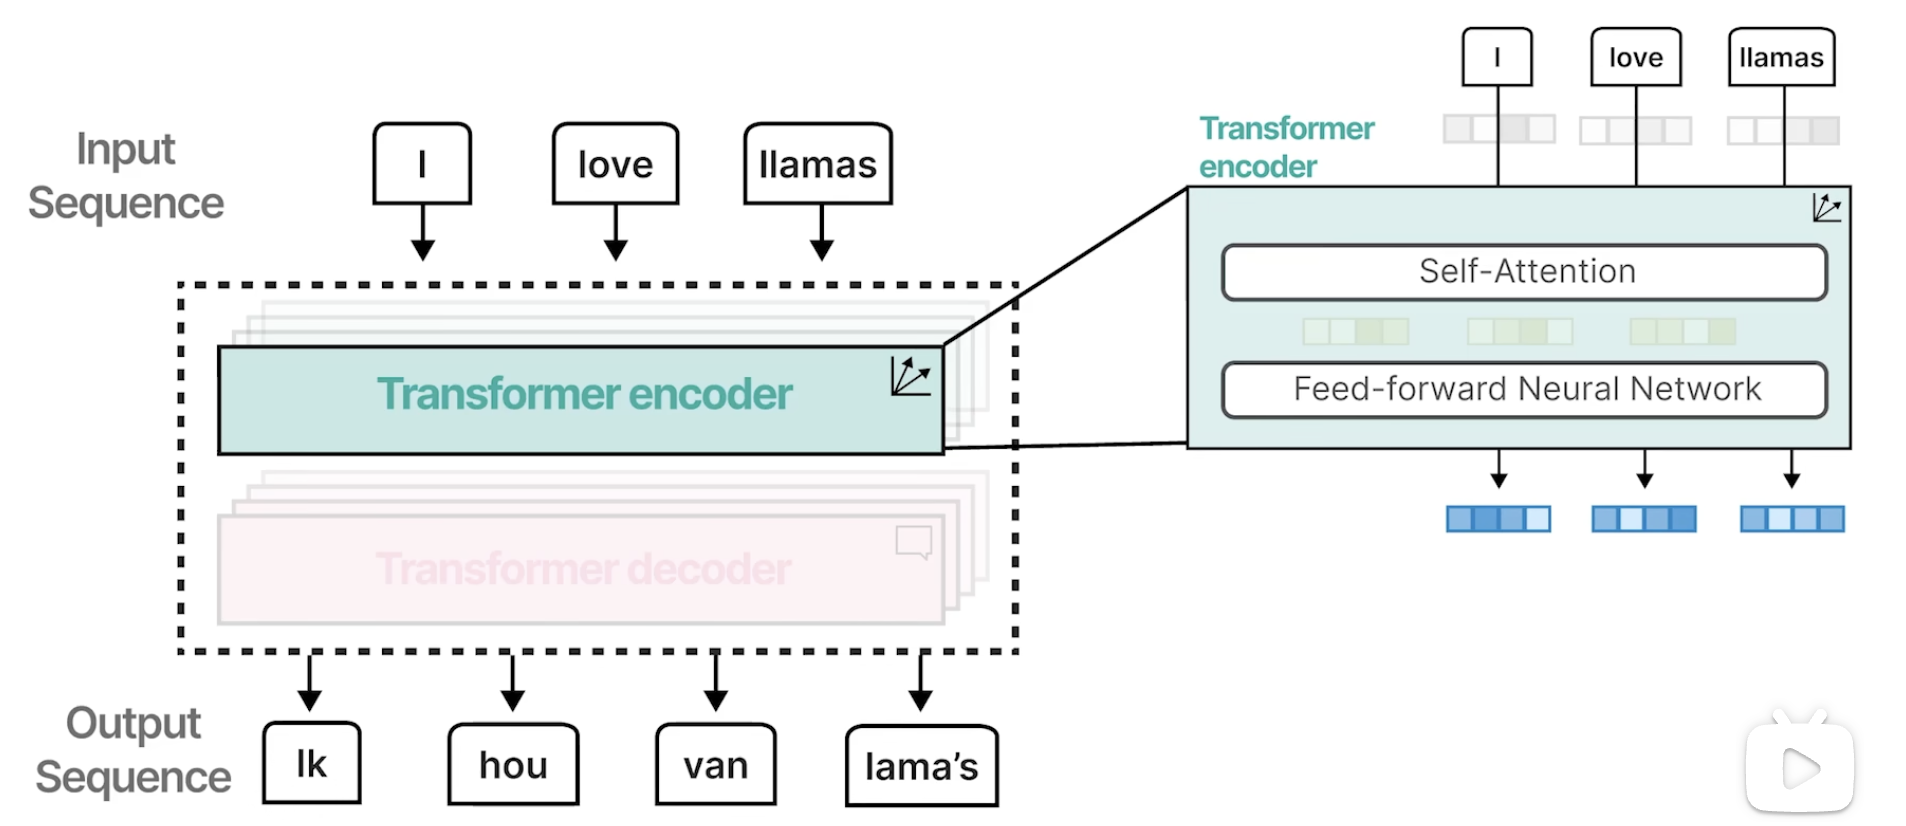 Input
Sequence
I
love
llamas
Transformer encoder
Transformer decoder
Output
Sequence
Ik
hou
van
lama's
Transformer
encoder
I
love
llamas
Self-Attention
Feed-forward Neural Network